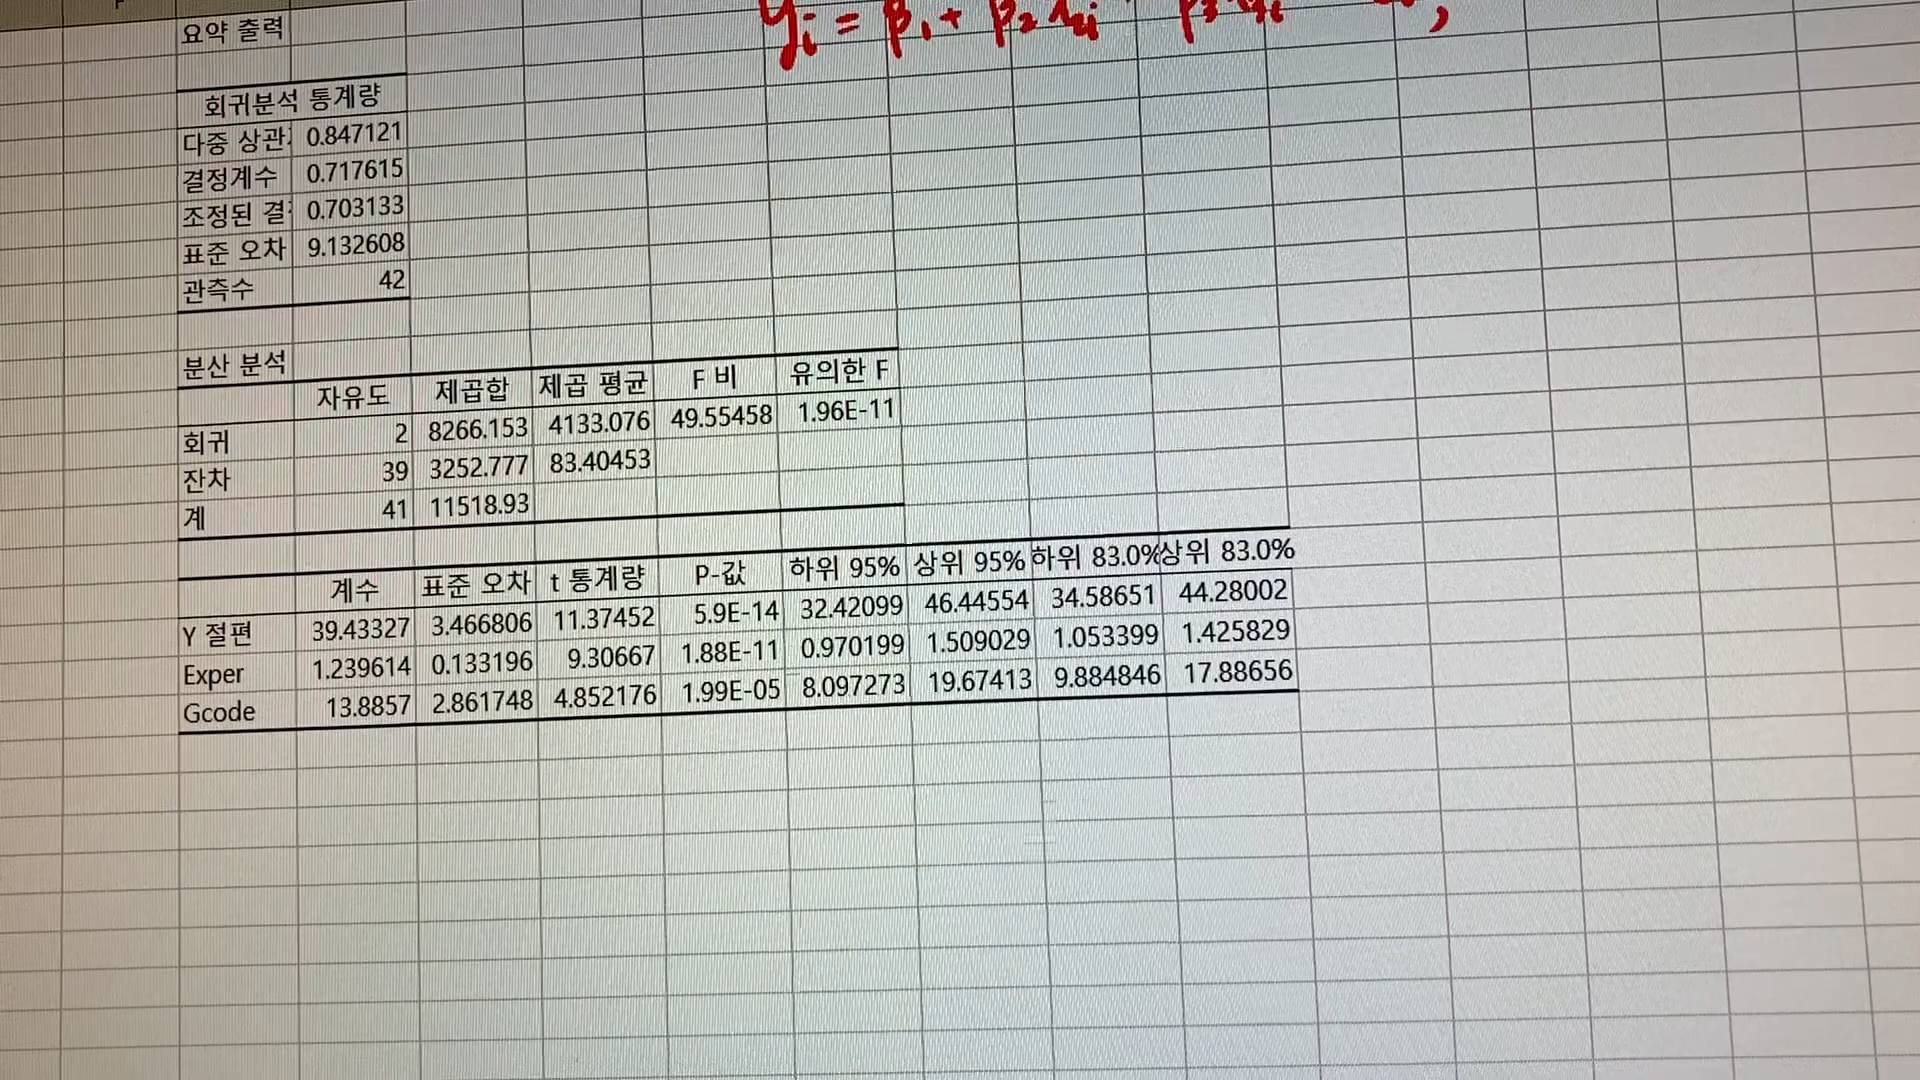 요약 출력
yi = β1 + β2
회귀분석 통계량
다중 상관 0.847121
결정계수 0.717615
조정된 결 0.703133
표준 오차 9.132608
관측수 42
분산 분석
자유도 제곱합 제곱 평균 F 비 유의한 F
회귀 2 8266.153 4133.076 49.55458 1.96E-11
잔차 39 3252.777 83.40453
계 41 11518.93
계수 표준 오차 t 통계량 P-값 하위 95% 상위 95% 하위 83.0% 상위 83.0%
Y 절편 39.43327 3.466806 11.37452 5.9E-14 32.42099 46.44554 34.58651 44.28002
Exper 1.239614 0.133196 9.30667 1.88E-11 0.970199 1.509029 1.053399 1.425829
Gcode 13.8857 2.861748 4.852176 1.99E-05 8.097273 19.67413 9.884846 17.88656